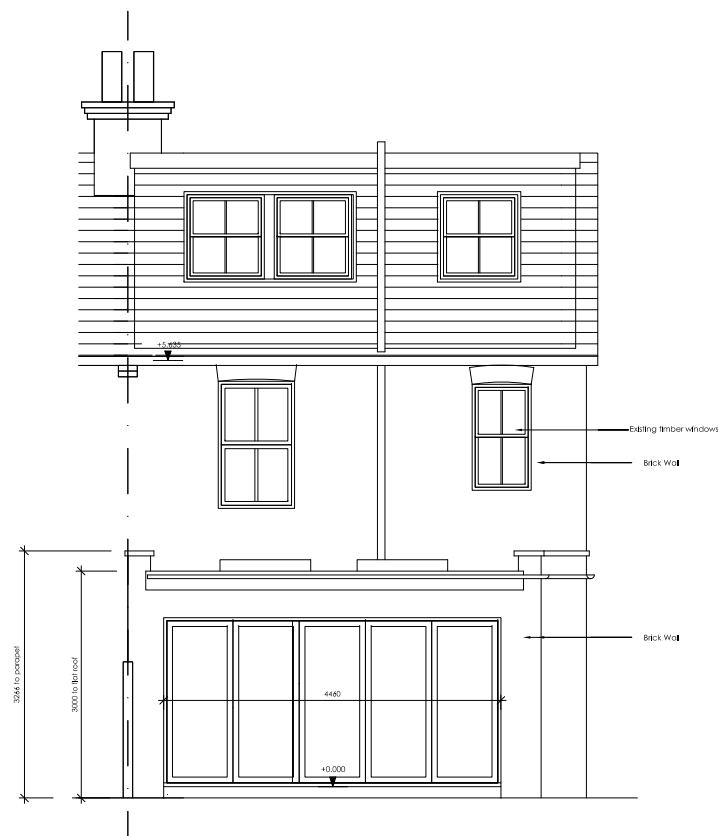 +5.635
Existing timber windows
Brick Wall
Brick Wall
3266 to parapet
3000 to flat roof
4460
+0.000